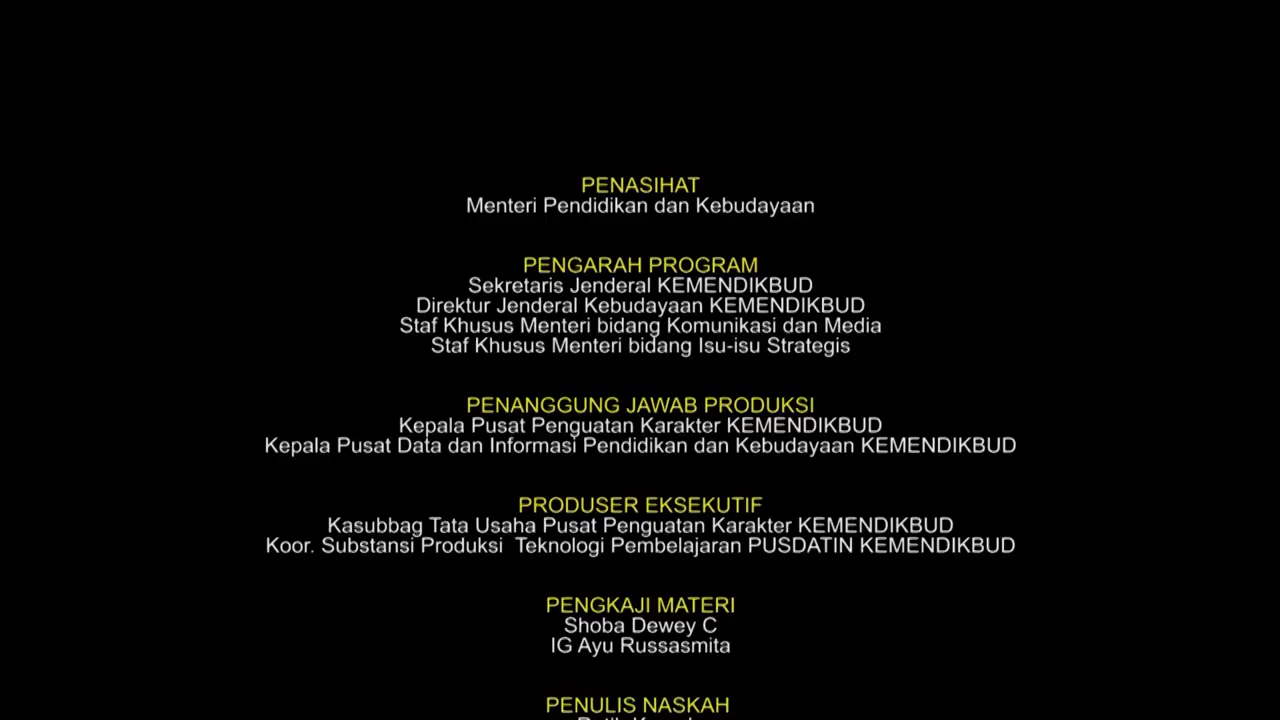 PENASIHAT
Menteri Pendidikan dan Kebudayaan
PENGARAH PROGRAM
Sekretaris Jenderal KEMENDIKBUD
Direktur Jenderal Kebudayaan KEMENDIKBUD
Staf Khusus Menteri bidang Komunikasi dan Media
Staf Khusus Menteri bidang Isu-isu Strategis
PENANGGUNG JAWAB PRODUKSI
Kepala Pusat Penguatan Karakter KEMENDIKBUD
Kepala Pusat Data dan Informasi Pendidikan dan Kebudayaan KEMENDIKBUD
PRODUSER EKSEKUTIF
Kasubbag Tata Usaha Pusat Penguatan Karakter KEMENDIKBUD
Koor. Substansi Produksi  Teknologi Pembelajaran PUSDATIN KEMENDIKBUD
PENGKAJI MATERI
Shoba Dewey C
IG Ayu Russasmita
PENULIS NASKAH